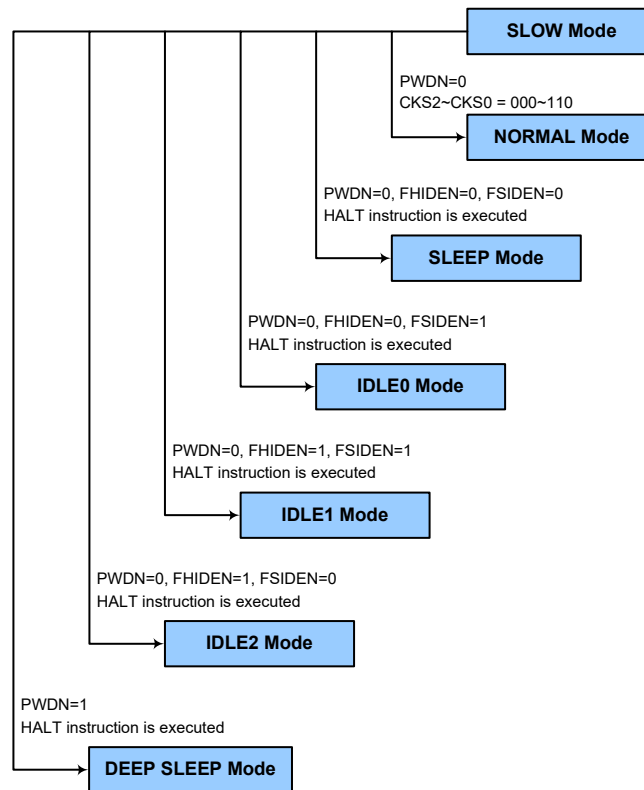 SLOW Mode
PWDN=0
CKS2~CKS0 = 000~110
NORMAL Mode
PWDN=0, FHIDEN=0, FSIDEN=0
HALT instruction is executed
SLEEP Mode
PWDN=0, FHIDEN=0, FSIDEN=1
HALT instruction is executed
IDLE0 Mode
PWDN=0, FHIDEN=1, FSIDEN=1
HALT instruction is executed
IDLE1 Mode
PWDN=0, FHIDEN=1, FSIDEN=0
HALT instruction is executed
IDLE2 Mode
PWDN=1
HALT instruction is executed
DEEP SLEEP Mode